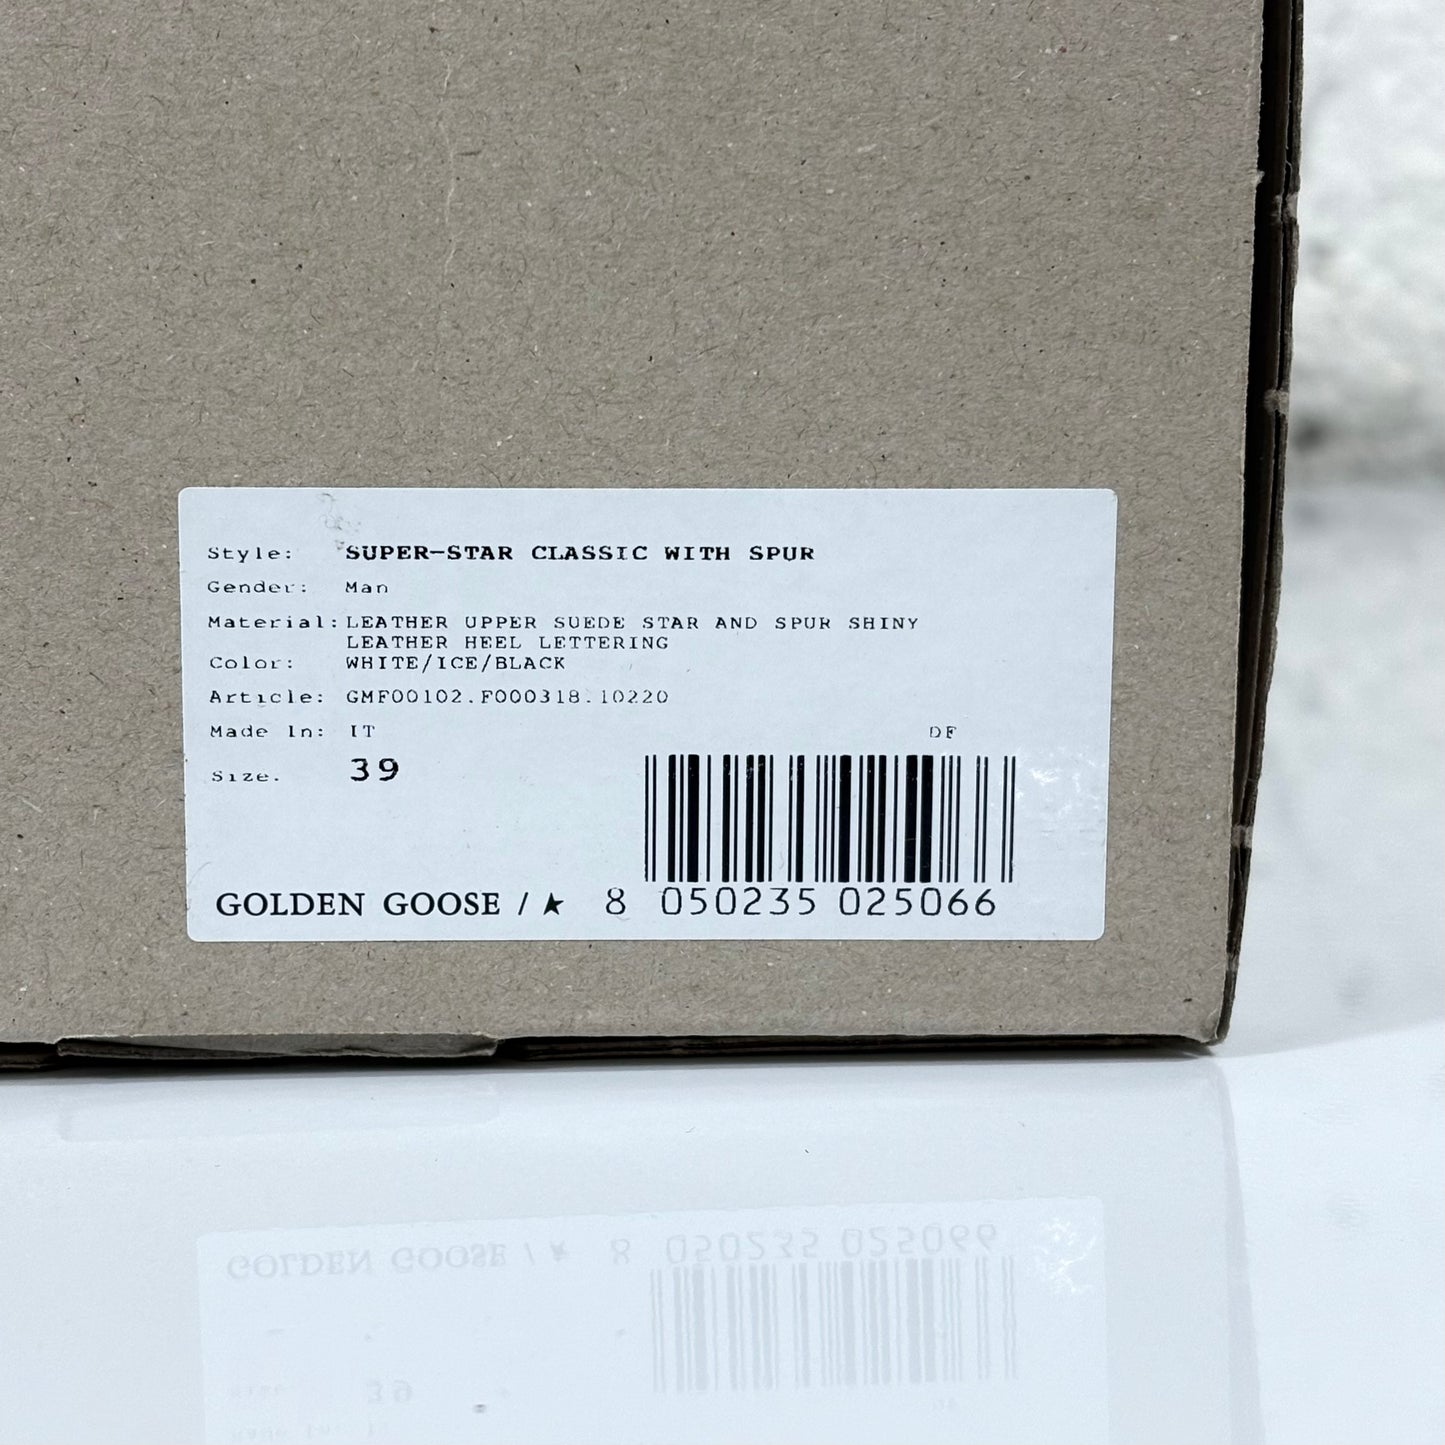 Style: SUPER-STAR CLASSIC WITH SPUR
Gender: Man
Material: LEATHER UPPER SUEDE STAR AND SPUR SHINY
LEATHER HEEL LETTERING
Color: WHITE/ICE/BLACK
Article: GMF00102.F000318.10220
Made In: IT DF
Size. 39
GOLDEN GOOSE / ★ 8 050235 025066